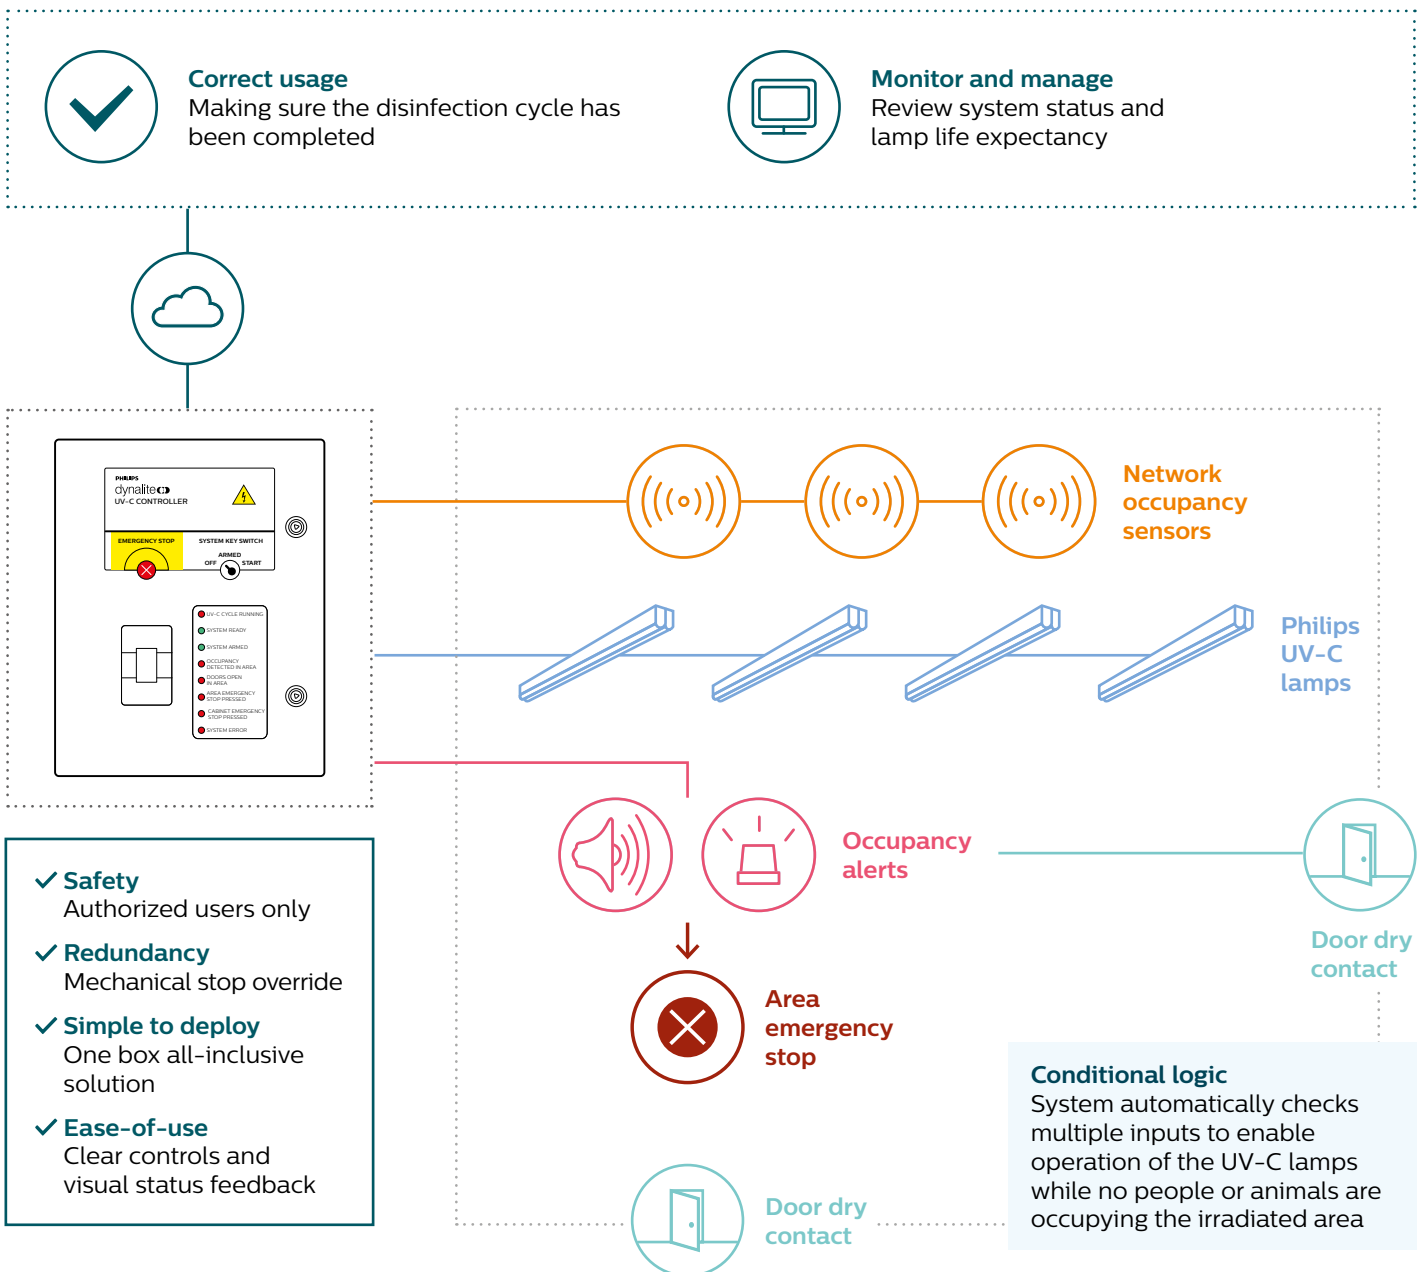 Correct usage
Making sure the disinfection cycle has
been completed
Monitor and manage
Review system status and
lamp life expectancy
PHILIPS
dynalite
UV-C CONTROLLER
EMERGENCY STOP
SYSTEM KEY SWITCH
ARMED
OFF
START
UV-C CYCLE RUNNING
SYSTEM READY
SYSTEM ARMED
OCCUPANCY
DETECTED IN AREA
DOORS OPEN
IN AREA
AREA EMERGENCY
STOP PRESSED
CABINET EMERGENCY
STOP PRESSED
SYSTEM ERROR
Network
occupancy
sensors
Philips
UV-C
lamps
Occupancy
alerts
Door dry
contact
Area
emergency
stop
Safety
Authorized users only
Redundancy
Mechanical stop override
Simple to deploy
One box all-inclusive
solution
Ease-of-use
Clear controls and
visual status feedback
Door dry
contact
Conditional logic
System automatically checks
multiple inputs to enable
operation of the UV-C lamps
while no people or animals are
occupying the irradiated area